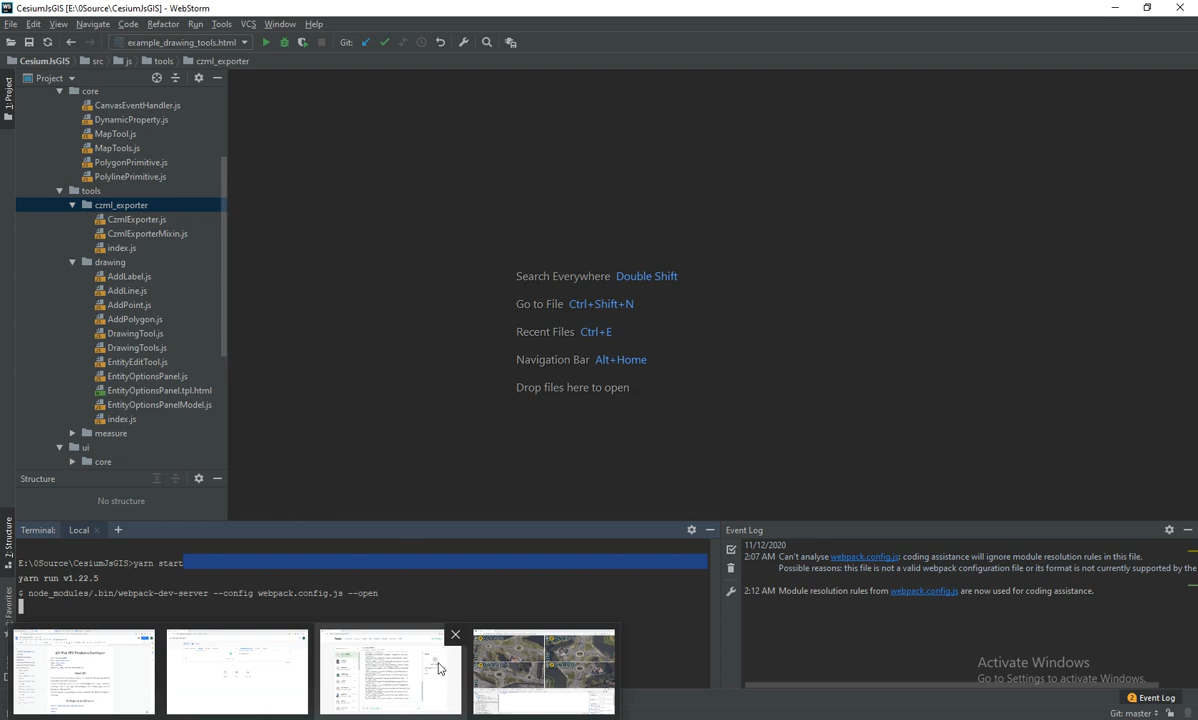 WS CesiumJsGIS [E:\0Source\CesiumJsGIS] - WebStorm
File Edit View Navigate Code Refactor Run Tools VCS Window Help
example_drawing_tools.html Git:
CesiumJsGIS src js tools czml_exporter
1: Project
Project
core
CanvasEventHandler.js
DynamicProperty.js
MapTool.js
MapTools.js
PolygonPrimitive.js
PolylinePrimitive.js
tools
czml_exporter
CzmlExporter.js
CzmlExporterMixin.js
index.js
drawing
AddLabel.js
AddLine.js
AddPoint.js
AddPolygon.js
DrawingTool.js
DrawingTools.js
EntityEditTool.js
EntityOptionsPanel.js
EntityOptionsPanel.tpl.html
EntityOptionsPanelModel.js
index.js
measure
ui
core
Search Everywhere Double Shift
Go to File Ctrl+Shift+N
Recent Files Ctrl+E
Navigation Bar Alt+Home
Drop files here to open
Structure
No structure
Z: Structure
Favorites
Terminal: Local × +
E:\0Source\CesiumJsGIS>yarn start
yarn run v1.22.5
$ node_modules/.bin/webpack-dev-server --config webpack.config.js --open
Event Log
11/12/2020
2:07 AM Can't analyse webpack.config.js: coding assistance will ignore module resolution rules in this file.
Possible reasons: this file is not a valid webpack configuration file or its format is not currently supported by the
2:12 AM Module resolution rules from webpack.config.js are now used for coding assistance.
Activate Windows
Go to Settings to activate Windows.
2 Event Log
Git: master